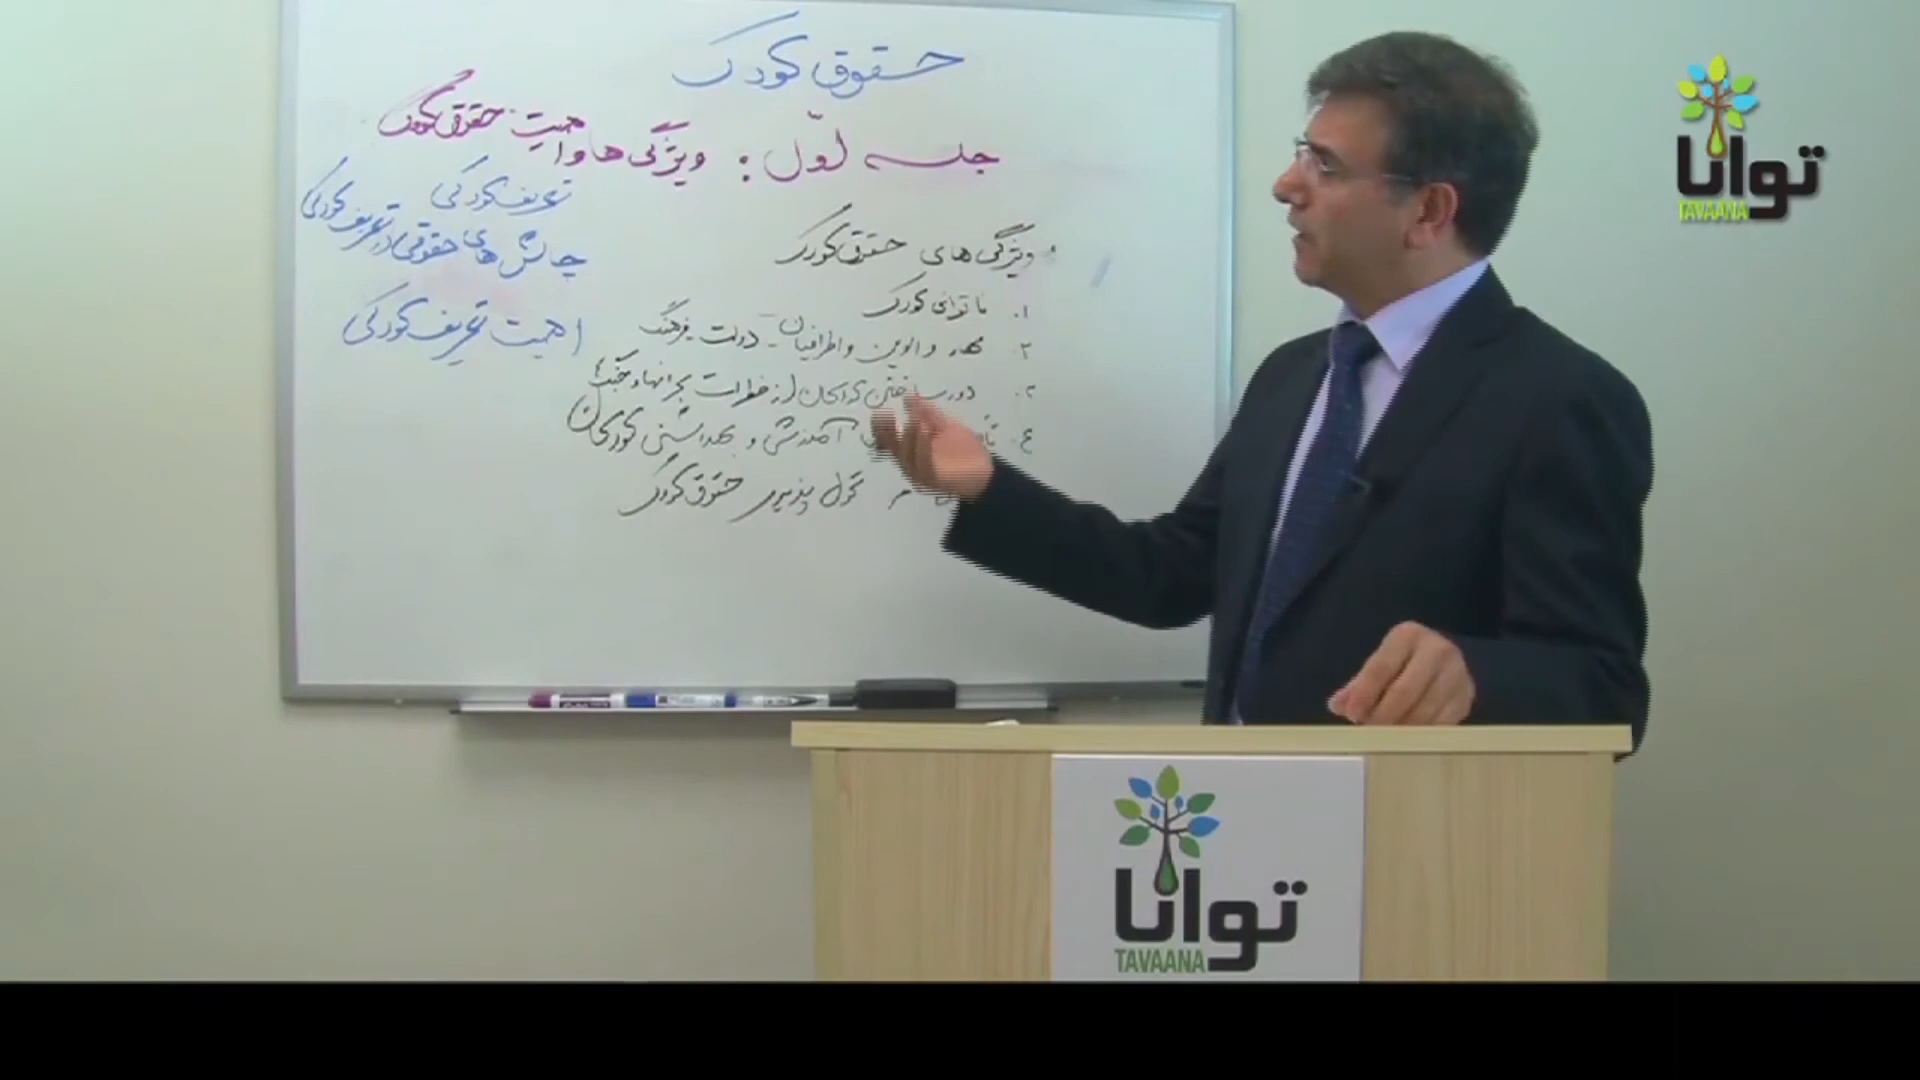 حقوق کودک
جلسه اوّل: ویژگی ها و اهمیت حقوق کودک
ویژگی های حقوق کودک
۱. ناتوانی کودک
۲. والدین و اطرافیان - دولت - فرهنگ
۳. دور ساختن کودکان از خطرات بحرانها و
۴. آموزشی و بهداشتی کودکان
تحول پذیری حقوق کودک
تعریف کودکی
چالش های حقوقی در تعریف کودکی
اهمیت تعریف کودکی
توانا
TAVAANA
توانا
TAVAANA